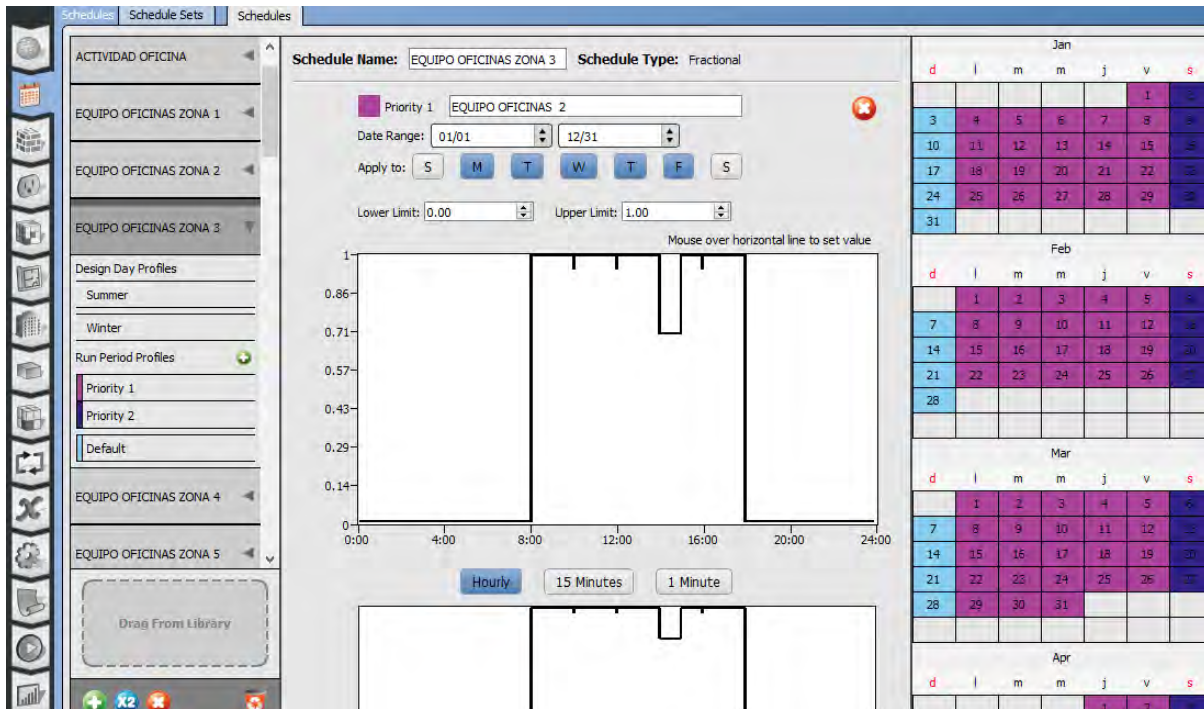 Schedules Schedule Sets Schedules
ACTIVIDAD OFICINA
EQUIPO OFICINAS ZONA 1
EQUIPO OFICINAS ZONA 2
EQUIPO OFICINAS ZONA 3
Design Day Profiles
Summer
Winter
Run Period Profiles
Priority 1
Priority 2
Default
EQUIPO OFICINAS ZONA 4
EQUIPO OFICINAS ZONA 5
Drag From Library
X2
Schedule Name: EQUIPO OFICINAS ZONA 3 Schedule Type: Fractional
Priority 1 EQUIPO OFICINAS 2
Date Range: 01/01 12/31
Apply to: S M T W T F S
Lower Limit: 0.00 Upper Limit: 1.00
Mouse over horizontal line to set value
1
0.86
0.71
0.57
0.43
0.29
0.14
0
0:00 4:00 8:00 12:00 16:00 20:00 24:00
Hourly 15 Minutes 1 Minute
Jan
d l m m j v s
1
3 4 5 6 7 8
10 11 12 13 14 15
17 18 19 20 21 22
24 25 26 27 28 29
31
Feb
d l m m j v s
1 2 3 4 5
7 8 9 10 11 12
14 15 16 17 18 19
21 22 23 24 25 26
28
Mar
d l m m j v s
1 2 3 4 5
7 8 9 10 11 12
14 15 16 17 18 19
21 22 23 24 25 26
28 29 30 31
Apr
d l m m j v s
1 2